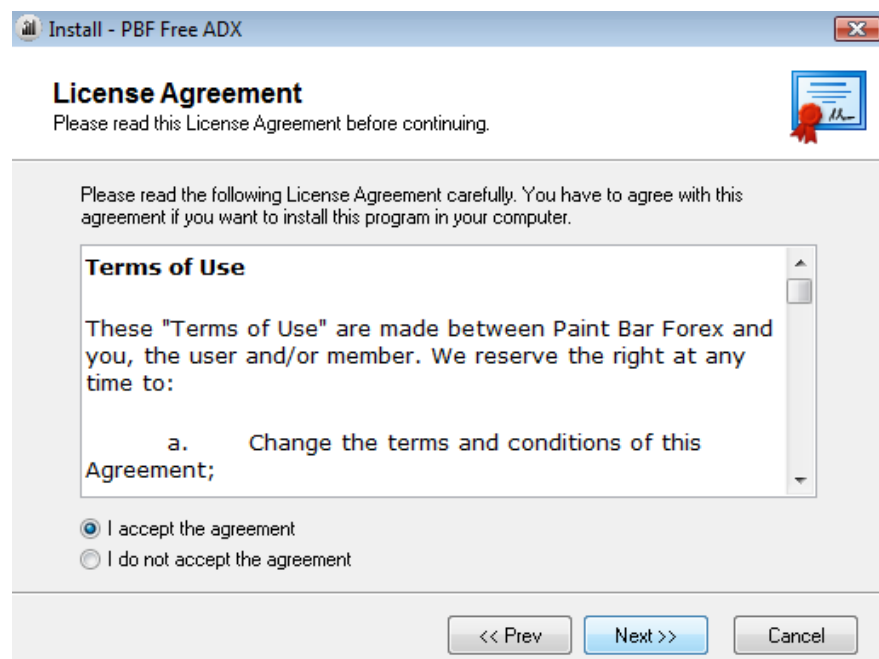 Install - PBF Free ADX
License Agreement
Please read this License Agreement before continuing.
Please read the following License Agreement carefully. You have to agree with this
agreement if you want to install this program in your computer.
Terms of Use
These "Terms of Use" are made between Paint Bar Forex and
you, the user and/or member. We reserve the right at any
time to:
a. Change the terms and conditions of this
Agreement;
I accept the agreement
I do not accept the agreement
<< Prev
Next >>
Cancel